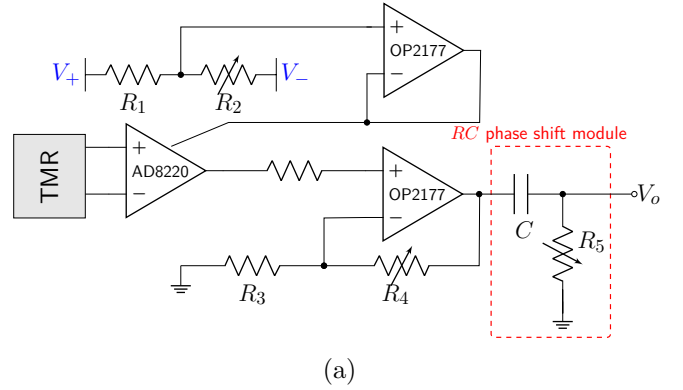 +
OP2177
−
V+
V−
R1
R2
RC phase shift module
TMR
+
AD8220
−
+
OP2177
−
C
Vo
R5
R3
R4
(a)